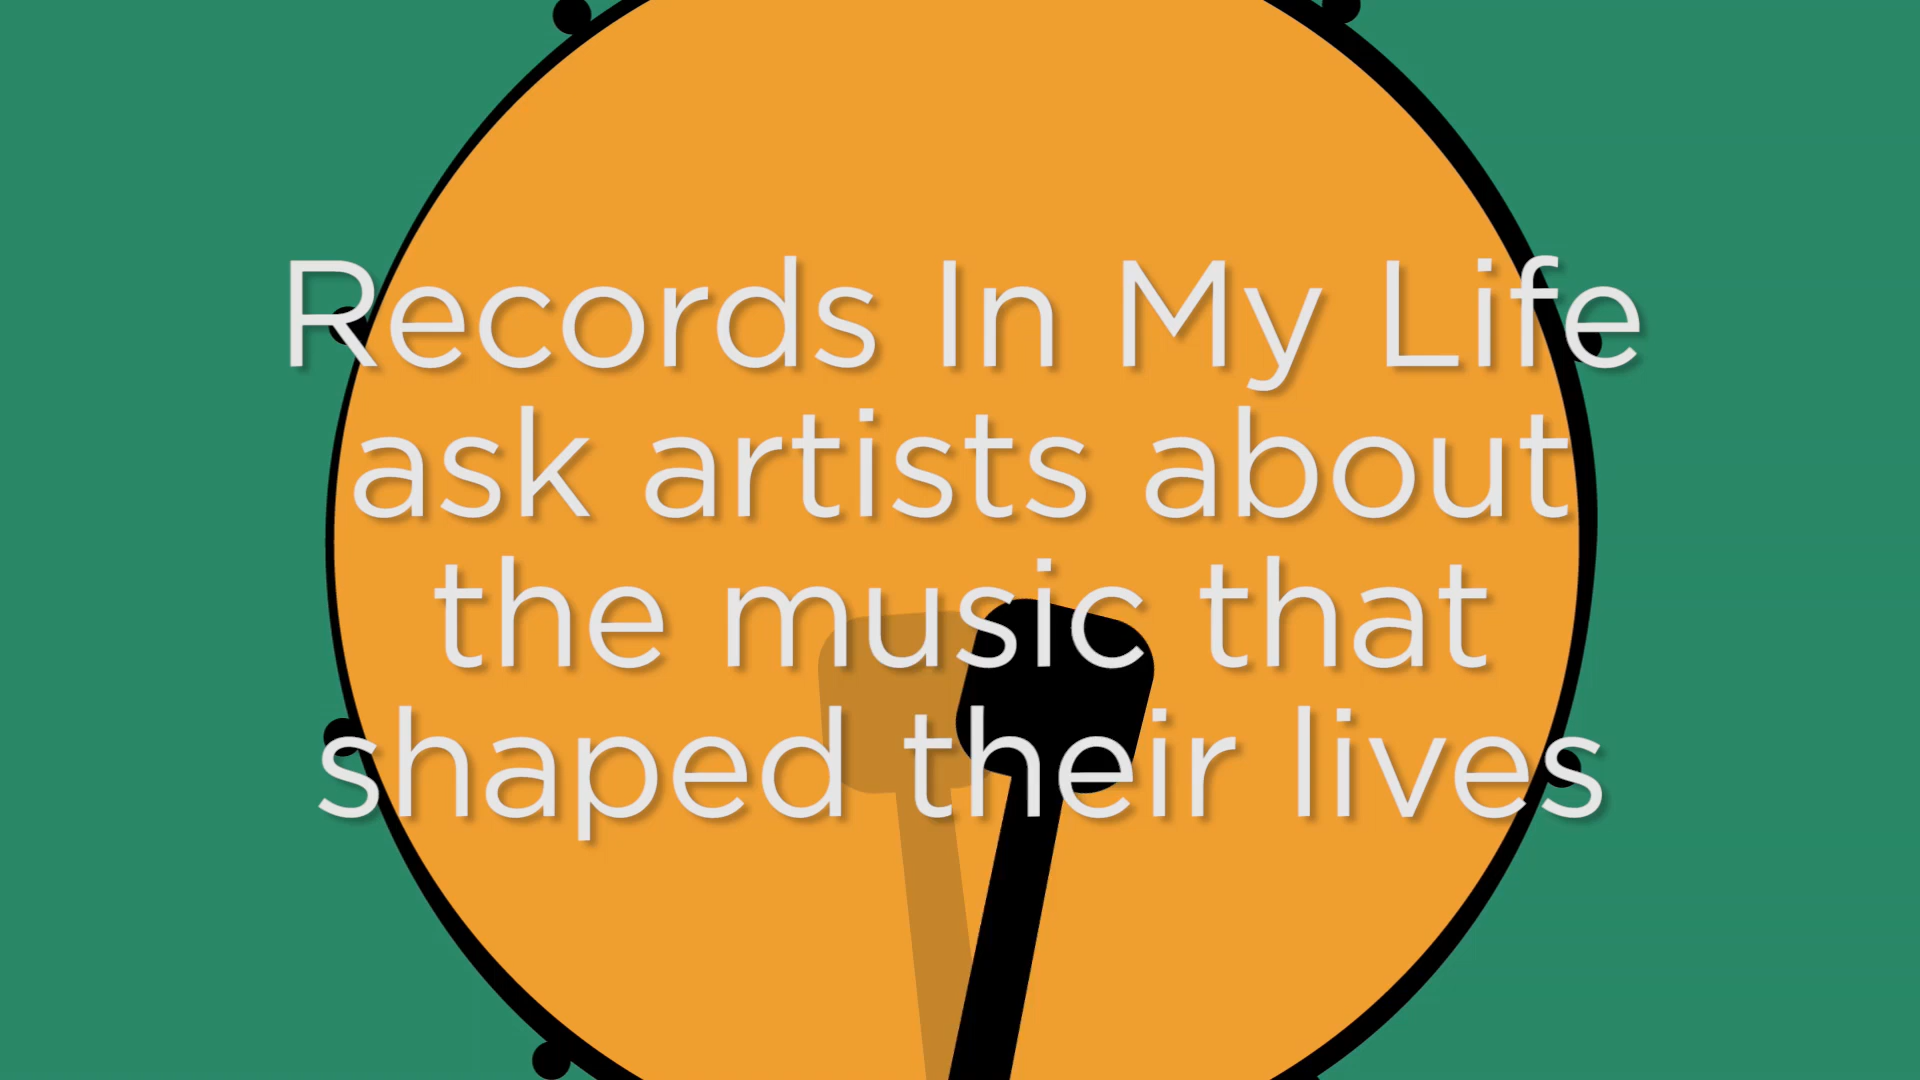 Records In My Life
ask artists about
the music that
shaped their lives